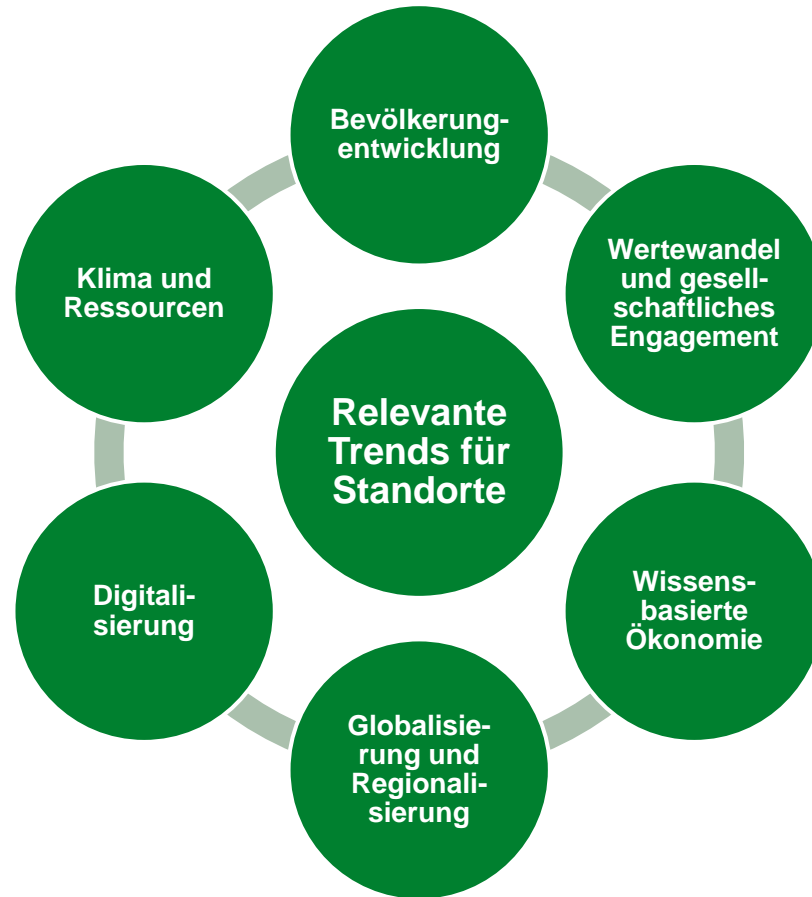 Bevölkerung-
entwicklung
Wertewandel
und gesell-
schaftliches
Engagement
Klima und
Ressourcen
Relevante
Trends für
Standorte
Wissens-
basierte
Ökonomie
Digitali-
sierung
Globalisie-
rung und
Regionali-
sierung